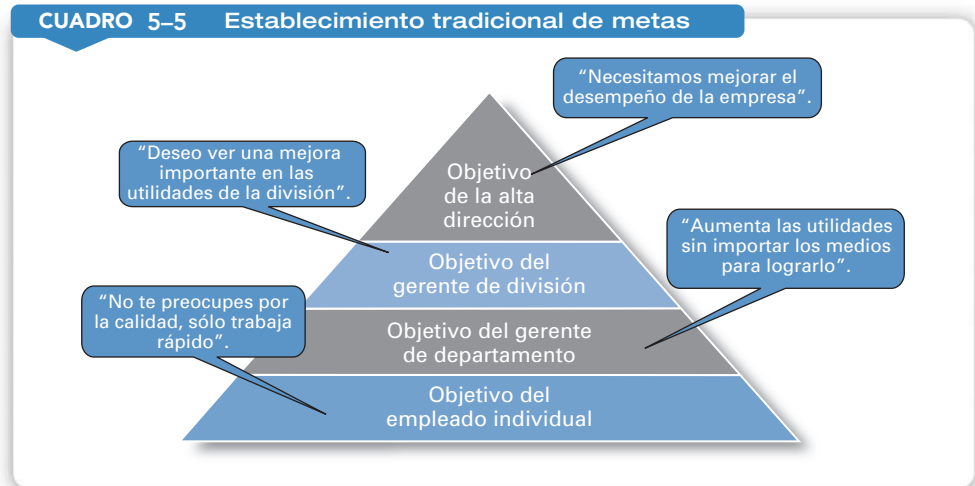 CUADRO 5–5 Establecimiento tradicional de metas
“Necesitamos mejorar el
desempeño de la empresa”.
“Deseo ver una mejora
importante en las
utilidades de la división”.
Objetivo
de la alta
dirección
“Aumenta las utilidades
sin importar los medios
para lograrlo”.
Objetivo del
gerente de división
“No te preocupes por
la calidad, sólo trabaja
rápido”.
Objetivo del gerente
de departamento
Objetivo del
empleado individual